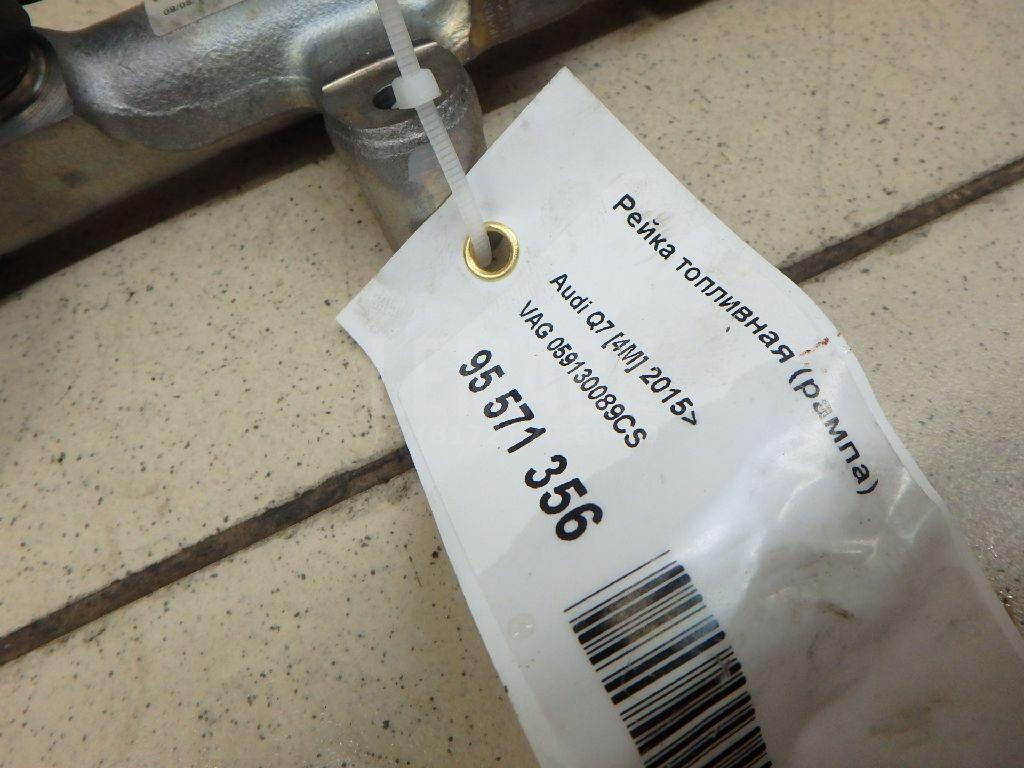 Рейка топливная (рампа)
Audi Q7 [4M] 2015>
VAG 059130089CS
95 571 356